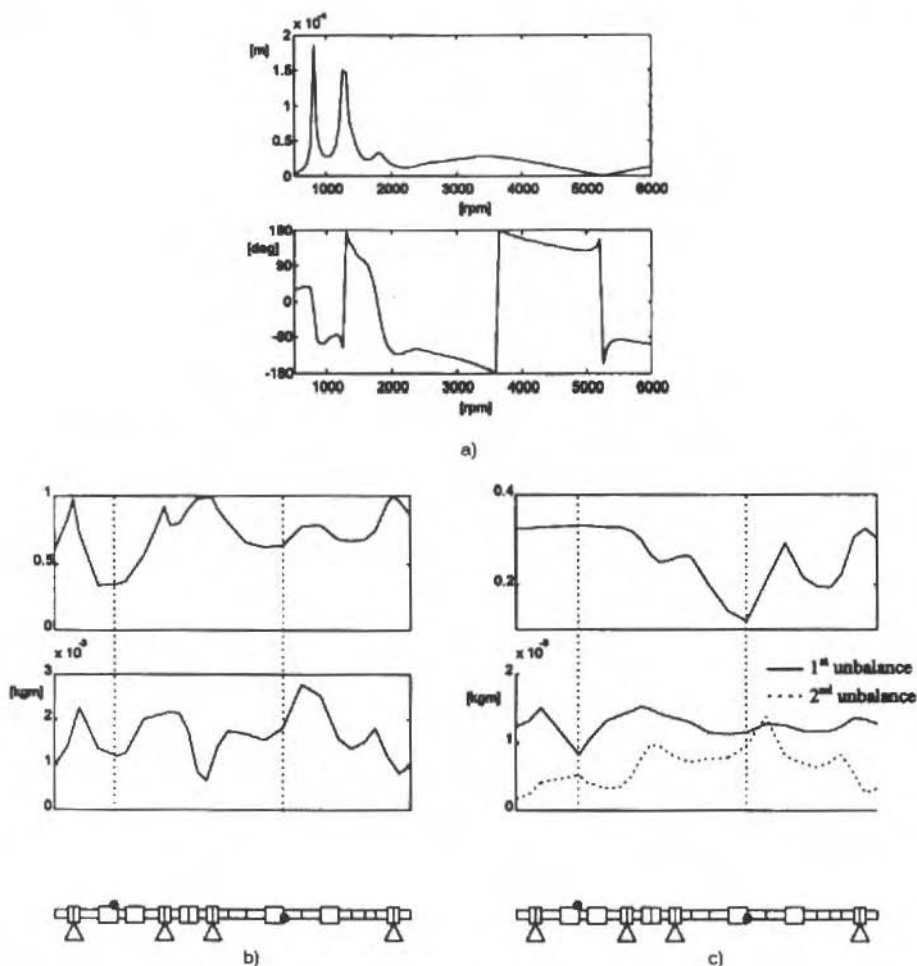 x 10⁻⁶
[m]
2
1.5
1
0.5
0
1000 2000 3000 4000 5000 6000
[rpm]
[deg]
180
90
0
-90
-180
1000 2000 3000 4000 5000 6000
[rpm]
a)
1
0.5
0
x 10⁻³
[kgm]
3
2
1
0
b)
0.4
0.2
x 10⁻³
[kgm]
2
1
0
1ˢᵗ unbalance
2ⁿᵈ unbalance
c)